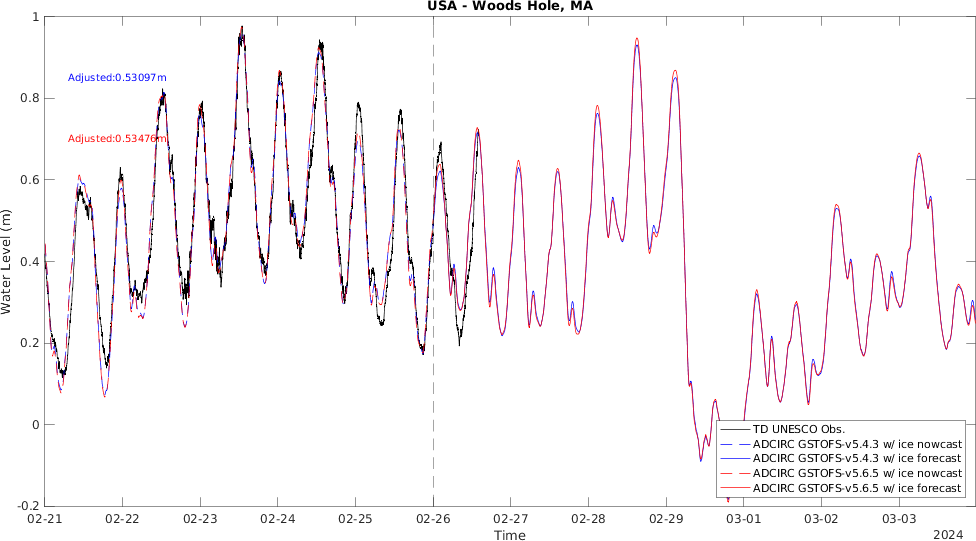 USA - Woods Hole, MA
1
0.8
0.6
0.4
0.2
0
-0.2
Water Level (m)
Adjusted:0.53097m
Adjusted:0.53476m
TD UNESCO Obs.
ADCIRC GSTOFS-v5.4.3 w/ ice nowcast
ADCIRC GSTOFS-v5.4.3 w/ ice forecast
ADCIRC GSTOFS-v5.6.5 w/ ice nowcast
ADCIRC GSTOFS-v5.6.5 w/ ice forecast
02-21 02-22 02-23 02-24 02-25 02-26 02-27 02-28 02-29 03-01 03-02 03-03
Time
2024